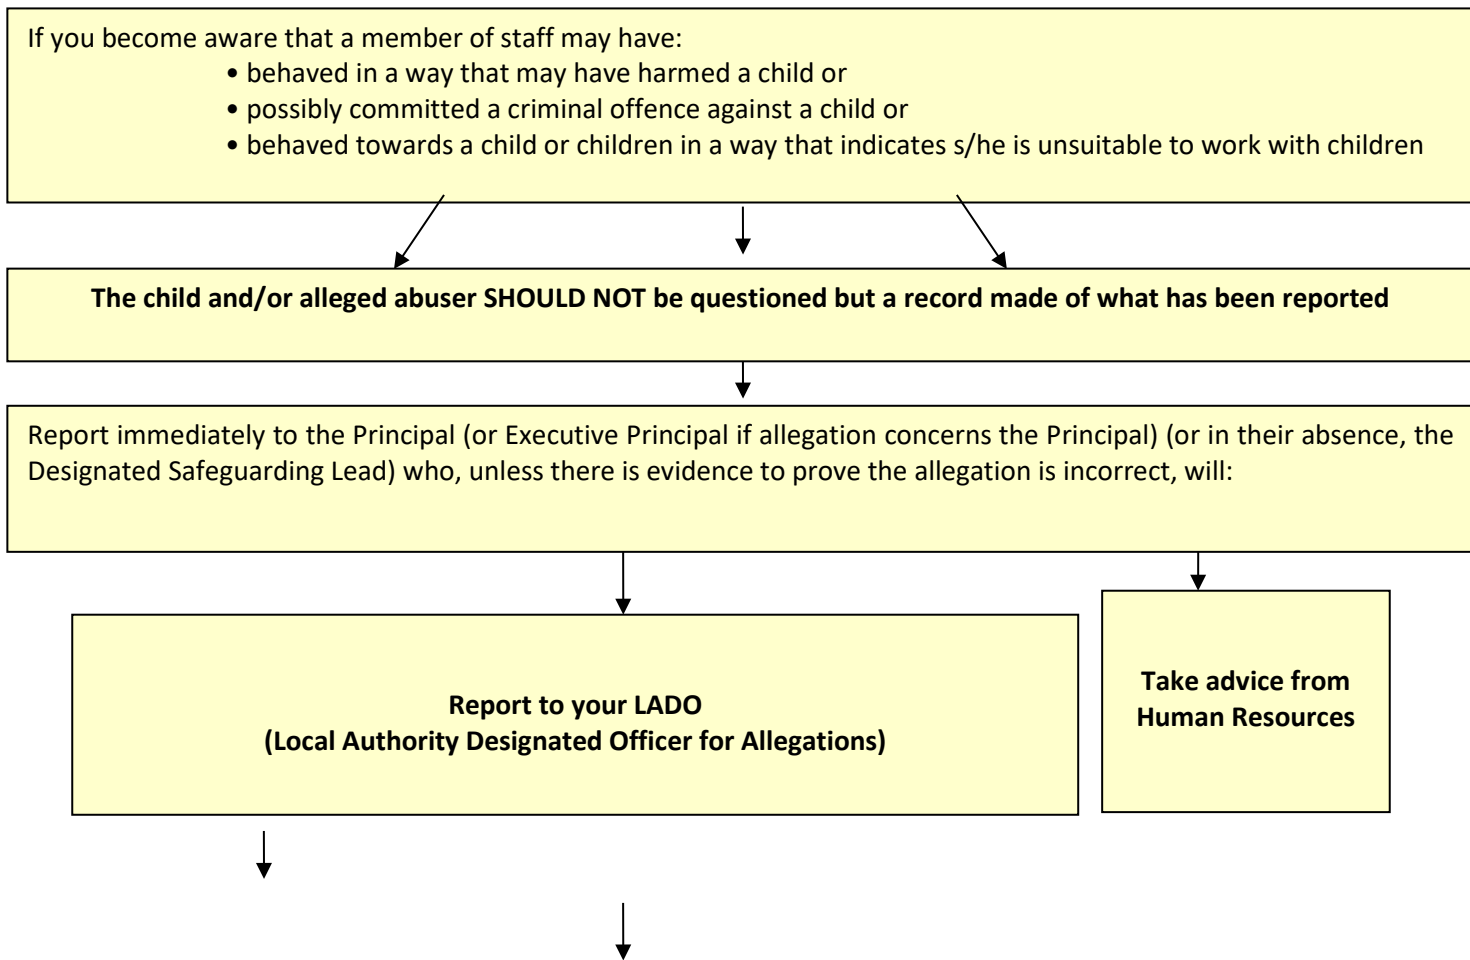 If you become aware that a member of staff may have:
• behaved in a way that may have harmed a child or
• possibly committed a criminal offence against a child or
• behaved towards a child or children in a way that indicates s/he is unsuitable to work with children
The child and/or alleged abuser SHOULD NOT be questioned but a record made of what has been reported
Report immediately to the Principal (or Executive Principal if allegation concerns the Principal) (or in their absence, the
Designated Safeguarding Lead) who, unless there is evidence to prove the allegation is incorrect, will:
Report to your LADO
(Local Authority Designated Officer for Allegations)
Take advice from
Human Resources